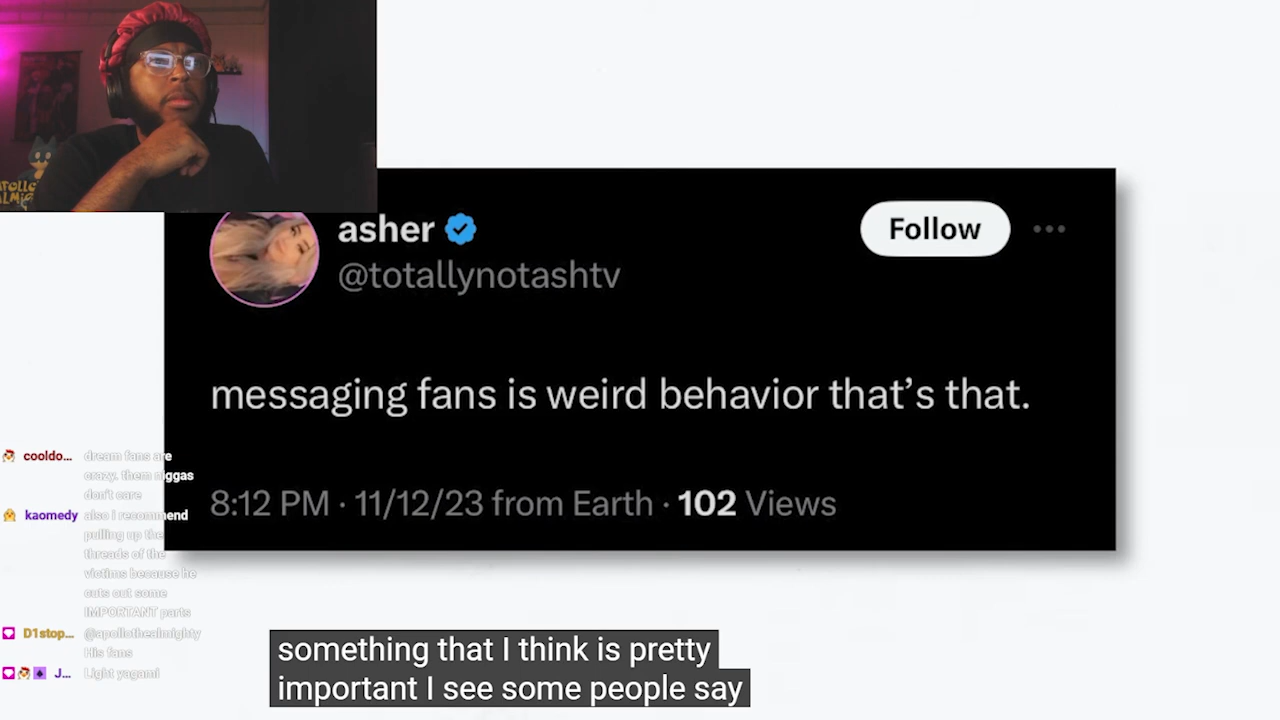 asher
Follow
@totallynotashtv
messaging fans is weird behavior that's that.
8:12 PM · 11/12/23 from Earth · 102 Views
cooldo... dream fans are
crazy. them niggas
don't care
kaomedy also I recommend
pulling up the
threads of the
victims because he
cuts out some
IMPORTANT parts
D1stop... @apollothealmighty
His fans
J... Light yagami
something that I think is pretty
important I see some people say